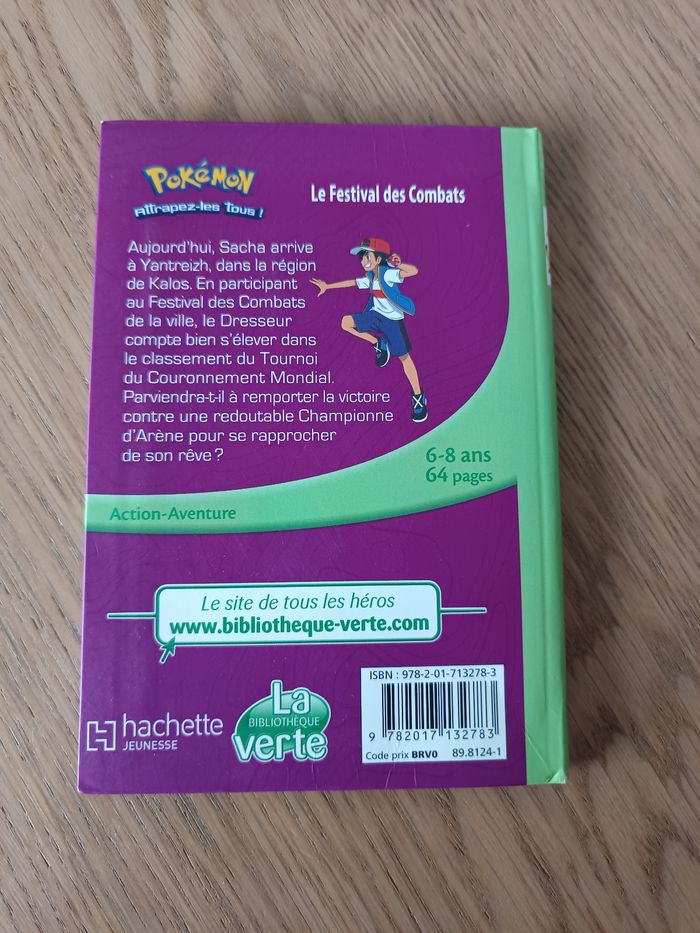 POKéMON
Attrapez-les tous !
Le Festival des Combats
Aujourd'hui, Sacha arrive
à Yantreizh, dans la région
de Kalos. En participant
au Festival des Combats
de la ville, le Dresseur
compte bien s'élever dans
le classement du Tournoi
du Couronnement Mondial.
Parviendra-t-il à remporter la victoire
contre une redoutable Championne
d'Arène pour se rapprocher
de son rêve ?
6-8 ans
64 pages
Action-Aventure
Le site de tous les héros
www.bibliotheque-verte.com
hachette
JEUNESSE
La
BIBLIOTHÈQUE
verte
ISBN : 978-2-01-713278-3
9 782017 132783
Code prix BRV0 89.8124-1